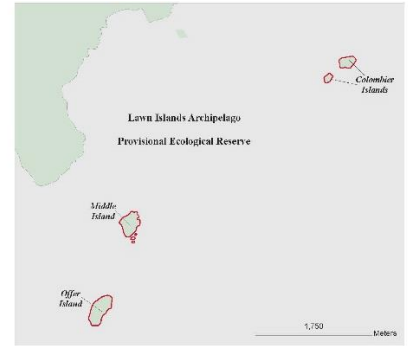 Colombier
Islands
Lawn Islands Archipelago
Provisional Ecological Reserve
Middle
Island
Offer
Island
1,750
Meters